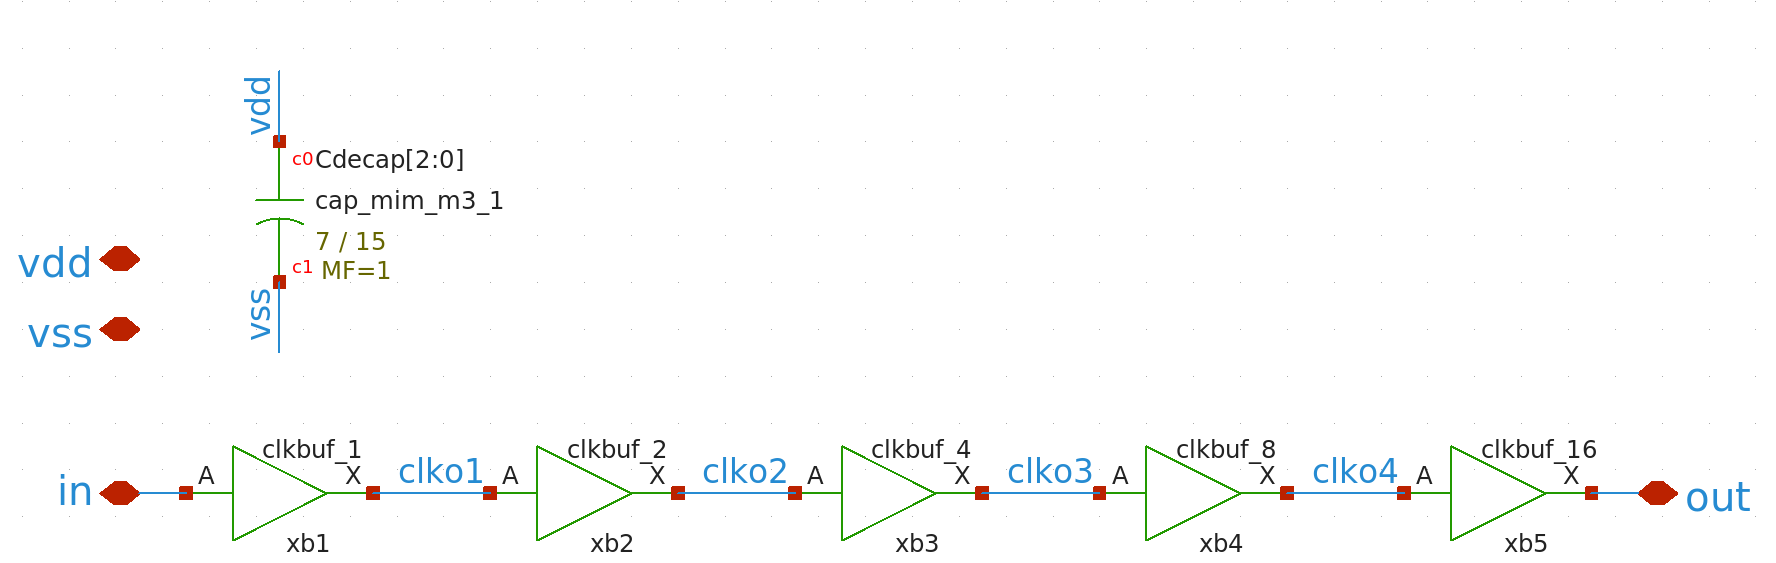 vdd
c0 Cdecap[2:0]
cap_mim_m3_1
7 / 15
c1 MF=1
vss
vdd
vss
clkbuf_1 clkbuf_2 clkbuf_4 clkbuf_8 clkbuf_16
in A X clko1 A X clko2 A X clko3 A X clko4 A X out
xb1 xb2 xb3 xb4 xb5